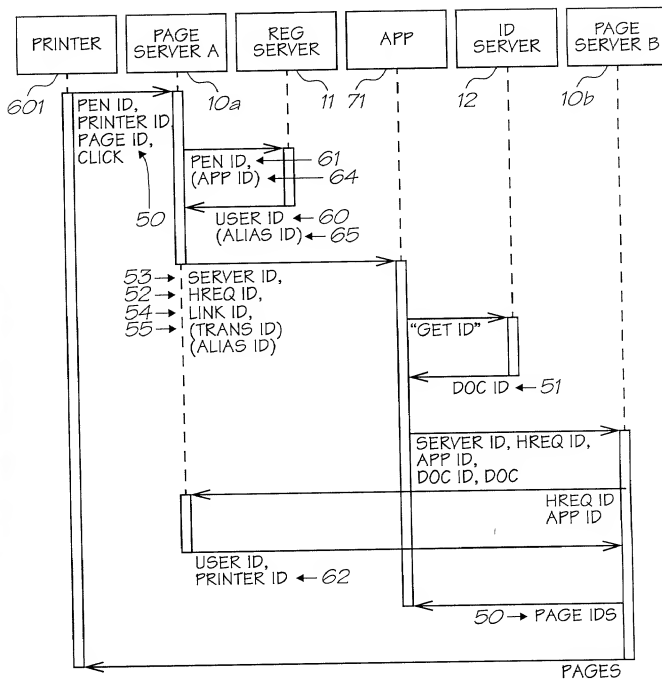 PRINTER
PAGE
SERVER A
REG
SERVER
APP
ID
SERVER
PAGE
SERVER B
601
10a
11
71
12
10b
PEN ID,
PRINTER ID,
PAGE ID,
CLICK
50
PEN ID, 61
(APP ID) 64
USER ID 60
(ALIAS ID) 65
53 SERVER ID,
52 HREQ ID,
54 LINK ID,
55 (TRANS ID)
(ALIAS ID)
"GET ID"
DOC ID 51
SERVER ID, HREQ ID,
APP ID,
DOC ID, DOC
HREQ ID
APP ID
USER ID,
PRINTER ID 62
50 PAGE IDS
PAGES